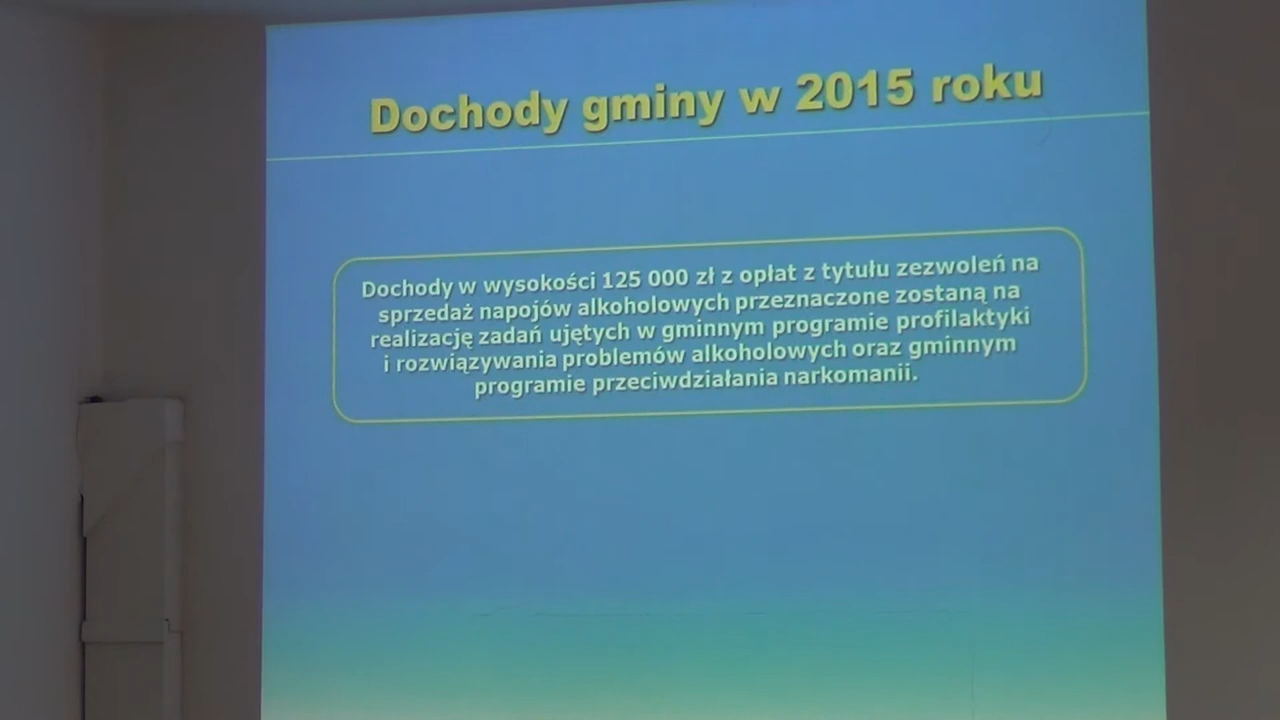 Dochody gminy w 2015 roku
Dochody w wysokości 125 000 zł z opłat z tytułu zezwoleń na
sprzedaż napojów alkoholowych przeznaczone zostaną na
realizację zadań ujętych w gminnym programie profilaktyki
i rozwiązywania problemów alkoholowych oraz gminnym
programie przeciwdziałania narkomanii.